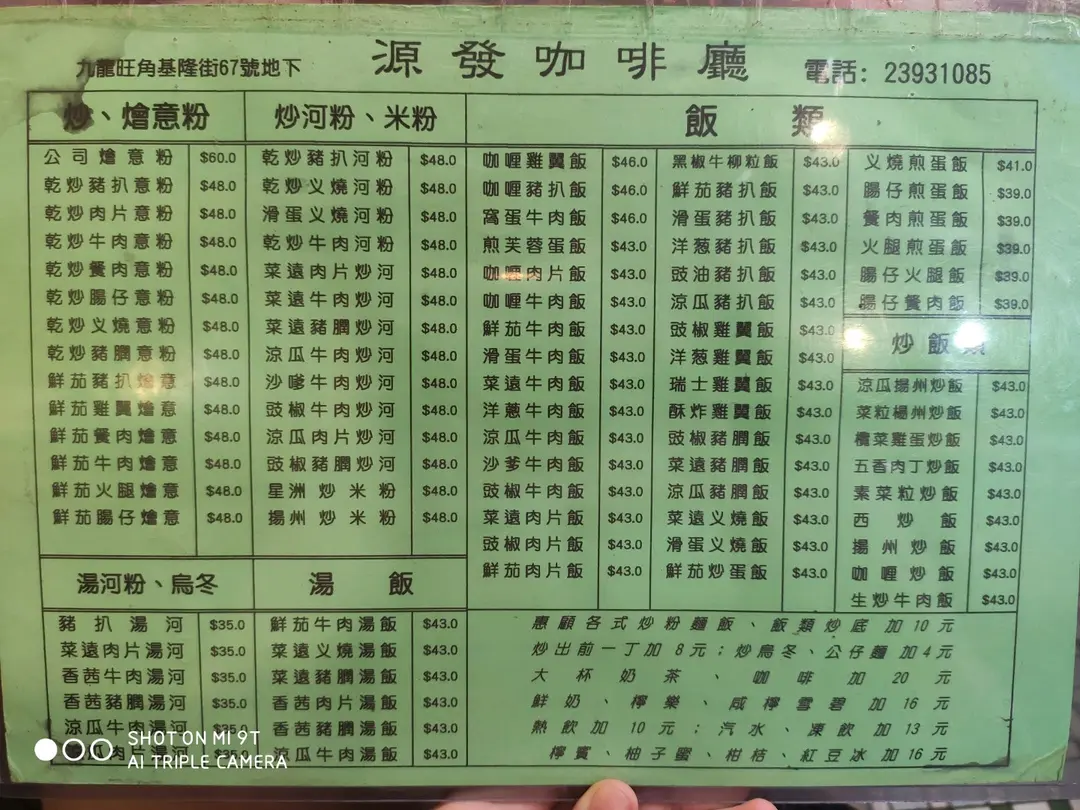 九龍旺角基隆街67號地下
源發咖啡廳
電話: 23931085
炒、燴意粉
公司燴意粉 $60.0
乾炒豬扒意粉 $48.0
乾炒肉片意粉 $48.0
乾炒牛肉意粉 $48.0
乾炒餐肉意粉 $48.0
乾炒腸仔意粉 $48.0
乾炒义燒意粉 $48.0
乾炒豬膶意粉 $48.0
鮮茄豬扒燴意 $48.0
鮮茄雞翼燴意 $48.0
鮮茄餐肉燴意 $48.0
鮮茄牛肉燴意 $48.0
鮮茄火腿燴意 $48.0
鮮茄腸仔燴意 $48.0
炒河粉、米粉
乾炒豬扒河粉 $48.0
乾炒义燒河粉 $48.0
滑蛋义燒河粉 $48.0
乾炒牛肉河粉 $48.0
菜遠肉片炒河 $48.0
菜遠牛肉炒河 $48.0
菜遠豬膶炒河 $48.0
涼瓜牛肉炒河 $48.0
沙嗲牛肉炒河 $48.0
豉椒牛肉炒河 $48.0
涼瓜肉片炒河 $48.0
豉椒豬膶炒河 $48.0
星洲炒米粉 $48.0
揚州炒米粉 $48.0
飯類
咖喱雞翼飯 $46.0
咖喱豬扒飯 $46.0
窩蛋牛肉飯 $46.0
煎芙蓉蛋飯 $43.0
咖喱肉片飯 $43.0
咖喱牛肉飯 $43.0
鮮茄牛肉飯 $43.0
滑蛋牛肉飯 $43.0
菜遠牛肉飯 $43.0
洋蔥牛肉飯 $43.0
涼瓜牛肉飯 $43.0
沙爹牛肉飯 $43.0
豉椒牛肉飯 $43.0
菜遠肉片飯 $43.0
豉椒肉片飯 $43.0
鮮茄肉片飯 $43.0
黑椒牛柳粒飯 $43.0
鮮茄豬扒飯 $43.0
滑蛋豬扒飯 $43.0
洋葱豬扒飯 $43.0
豉油豬扒飯 $43.0
涼瓜豬扒飯 $43.0
豉椒雞翼飯 $43.0
洋葱雞翼飯 $43.0
瑞士雞翼飯 $43.0
酥炸雞翼飯 $43.0
豉椒豬膶飯 $43.0
菜遠豬膶飯 $43.0
涼瓜豬膶飯 $43.0
菜遠义燒飯 $43.0
滑蛋义燒飯 $43.0
鮮茄炒蛋飯 $43.0
义燒煎蛋飯 $41.0
腸仔煎蛋飯 $39.0
餐肉煎蛋飯 $39.0
火腿煎蛋飯 $39.0
腸仔火腿飯 $39.0
腸仔餐肉飯 $39.0
炒飯類
涼瓜揚州炒飯 $43.0
菜粒楊州炒飯 $43.0
欖菜雞蛋炒飯 $43.0
五香肉丁炒飯 $43.0
素菜粒炒飯 $43.0
西炒飯 $43.0
揚州炒飯 $43.0
咖喱炒飯 $43.0
生炒牛肉飯 $43.0
湯河粉、烏冬
豬扒湯河 $35.0
菜遠肉片湯河 $35.0
香茜牛肉湯河 $35.0
香茜豬膶湯河 $35.0
涼瓜牛肉湯河 $35.0
肉片湯河 $35.0
湯飯
鮮茄牛肉湯飯 $43.0
菜遠义燒湯飯 $43.0
菜遠豬膶湯飯 $43.0
香茜肉片湯飯 $43.0
香茜豬膶湯飯 $43.0
涼瓜牛肉湯飯 $43.0
惠顧各式炒粉麵飯、飯類炒底 加10元
炒出前一丁加 8元；炒烏冬、公仔麵 加4元
大杯奶茶、咖啡加 20 元
鮮奶、檸樂、咸檸雪碧 加 16 元
熱飲加 10 元；汽水、凍飲加 13 元
檸賓、柚子蜜、柑桔、紅豆冰加16元
SHOT ON MI 9T
AI TRIPLE CAMERA